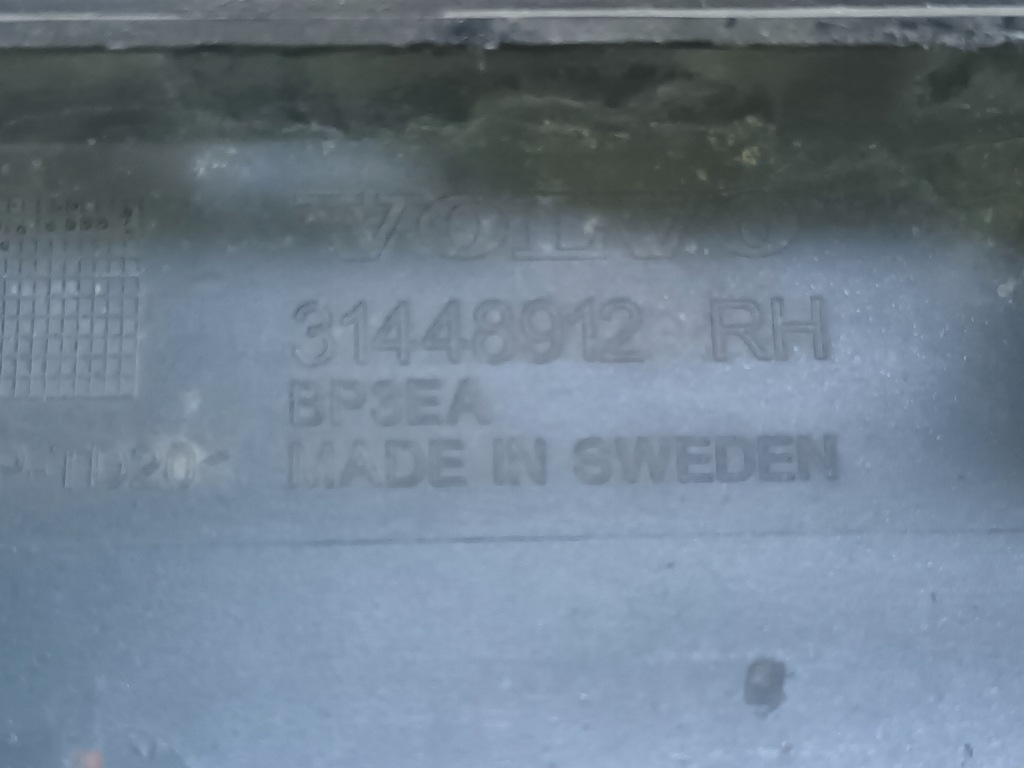 VOLVO
31448912 RH
BP3EA
MADE IN SWEDEN